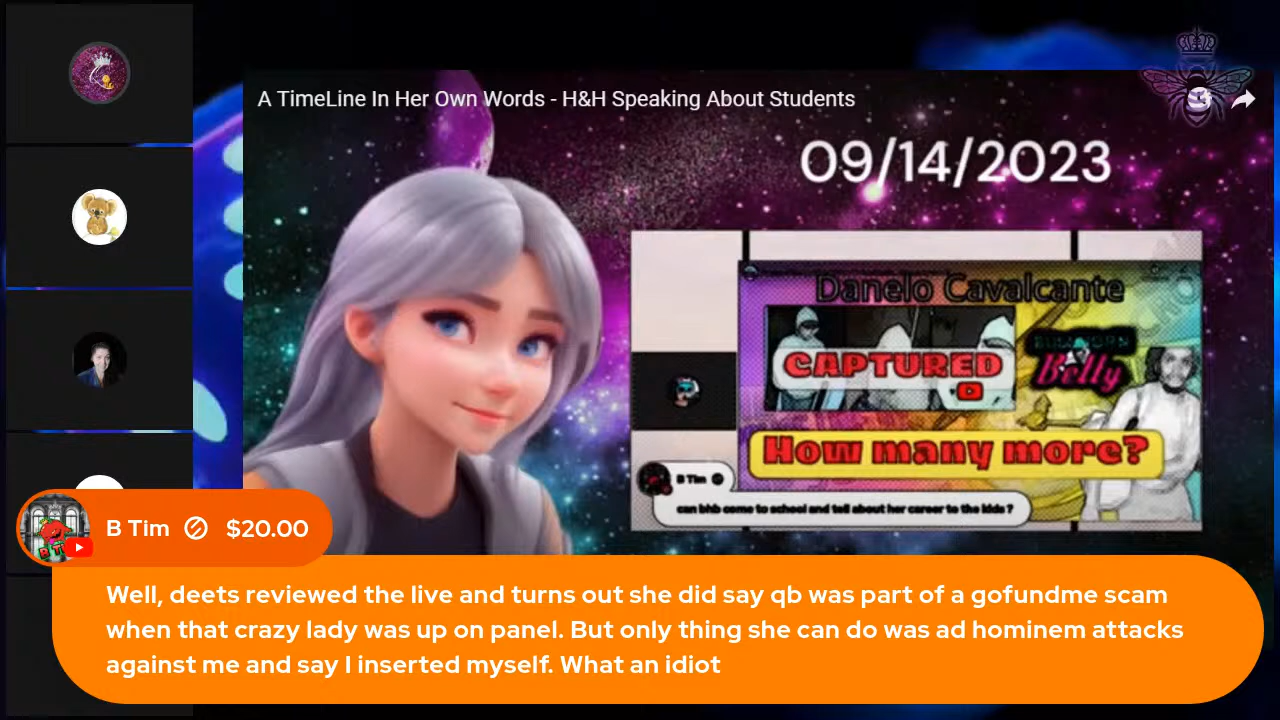 A TimeLine In Her Own Words - H&H Speaking About Students
09/14/2023
Danelo Cavalcante
CAPTURED
BULLHORN
Betty
How many more?
B Tim
can bhb come to school and tell about her career to the kids ?
B Tim $20.00
Well, deets reviewed the live and turns out she did say qb was part of a gofundme scam
when that crazy lady was up on panel. But only thing she can do was ad hominem attacks
against me and say I inserted myself. What an idiot